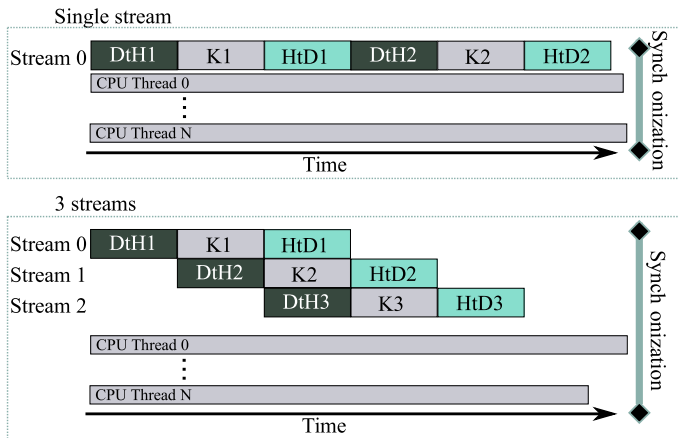 Single stream
Stream 0 DtH1 K1 HtD1 DtH2 K2 HtD2
CPU Thread 0
CPU Thread N
Time
Synch onization
3 streams
Stream 0 DtH1 K1 HtD1
Stream 1 DtH2 K2 HtD2
Stream 2 DtH3 K3 HtD3
CPU Thread 0
CPU Thread N
Time
Synch onization